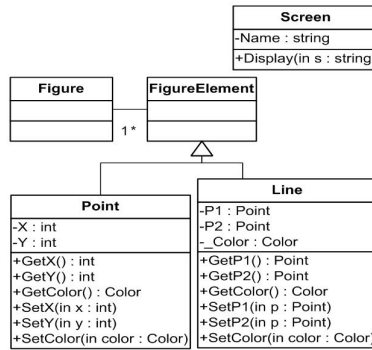 Screen
-Name : string
+Display(in s : string
Figure
FigureElement
1 *
Point
-X : int
-Y : int
+GetX() : int
+GetY() : int
+GetColor() : Color
+SetX(in x : int)
+SetY(in y : int)
+SetColor(in color : Color)
Line
-P1 : Point
-P2 : Point
-_Color : Color
+GetP1() : Point
+GetP2() : Point
+GetColor() : Color
+SetP1(in p : Point)
+SetP2(in p : Point)
+SetColor(in color : Color)